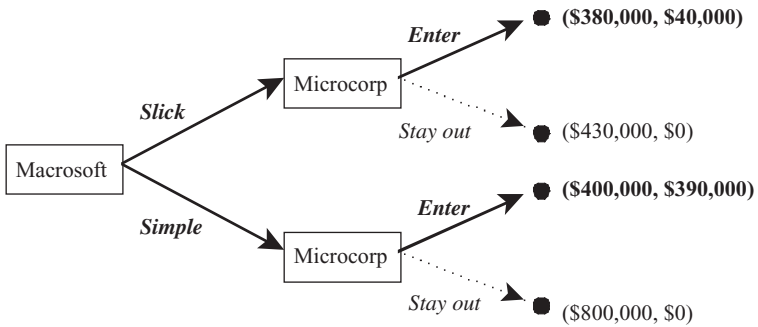 Enter
($380,000, $40,000)
Microcorp
Slick
Stay out
($430,000, $0)
Macrosoft
Enter
($400,000, $390,000)
Simple
Microcorp
Stay out
($800,000, $0)